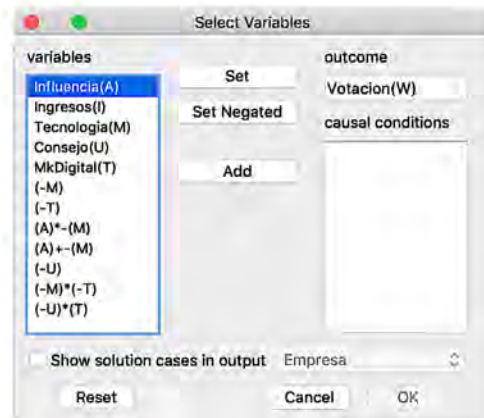 Select Variables
variables
Influencia(A)
Ingresos(I)
Tecnologia(M)
Consejo(U)
MkDigital(T)
(-M)
(-T)
(A)*-(M)
(A)+-(M)
(-U)
(-M)*(-T)
(-U)*(T)
Set
Set Negated
Add
outcome
Votacion(W)
causal conditions
Show solution cases in output Empresa
Reset Cancel OK